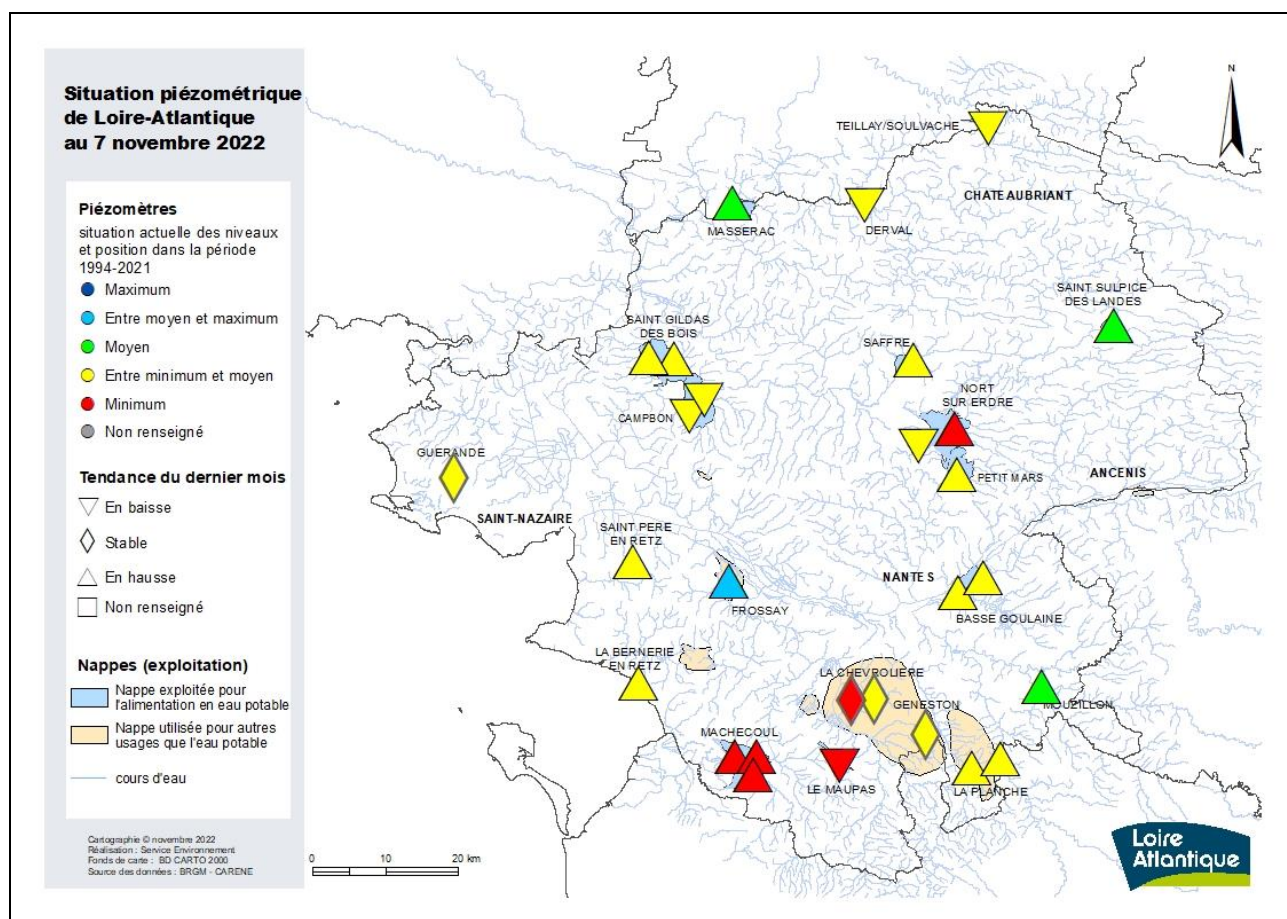 Situation piézométrique
de Loire-Atlantique
au 7 novembre 2022
Piézomètres
situation actuelle des niveaux
et position dans la période
1994-2021
Maximum
Entre moyen et maximum
Moyen
Entre minimum et moyen
Minimum
Non renseigné
Tendance du dernier mois
En baisse
Stable
En hausse
Non renseigné
Nappes (exploitation)
Nappe exploitée pour
l'alimentation en eau potable
Nappe utilisée pour autres
usages que l'eau potable
cours d'eau
Cartographie © novembre 2022
Réalisation : Service Environnement
Fonds de carte : BD CARTO 2000
Source des données : BRGM - CARENE
N
TEILLAY/SOULVACHE
CHATEAUBRIANT
MASSERAC
DERVAL
SAINT SULPICE
DES LANDES
SAINT GILDAS
DES BOIS
SAFFRE
NORT
SUR ERDRE
CAMPBON
GUERANDE
PETIT MARS
ANCENIS
SAINT-NAZAIRE
SAINT PERE
EN RETZ
NANTES
FROSSAY
BASSE GOULAINE
LA BERNERIE
EN RETZ
LA CHEVROLIERE
GENESTON
MOUZILLON
MACHECOUL
LE MAUPAS
LA PLANCHE
0 10 20 km
Loire
Atlantique